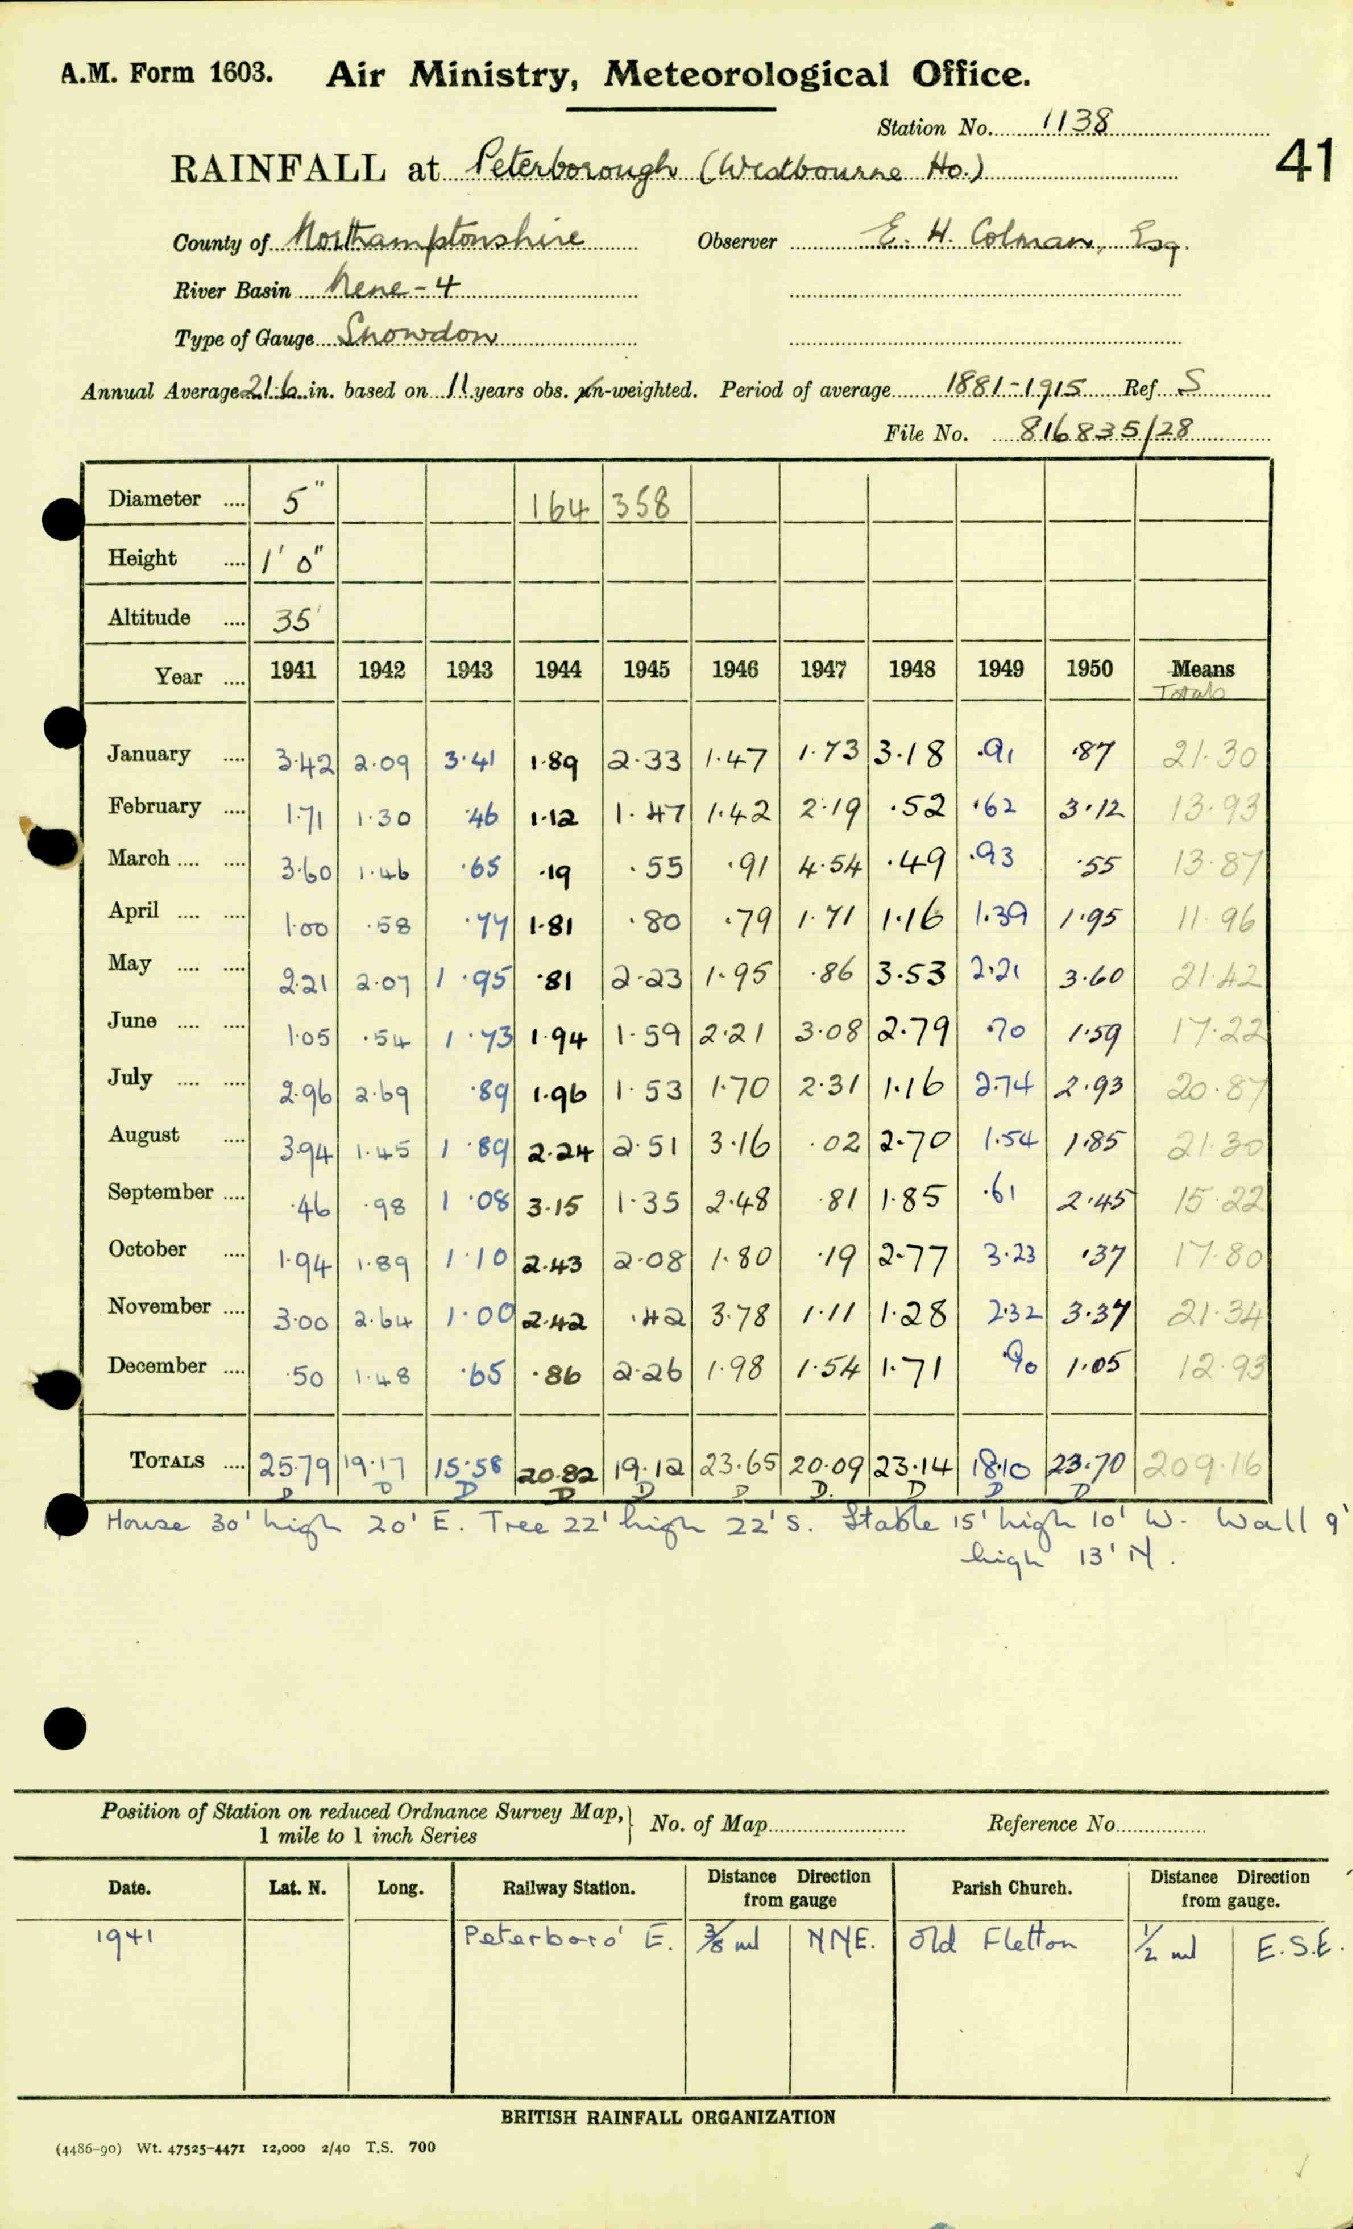 A.M. Form 1603. Air Ministry, Meteorological Office.
Station No. 1138
41
RAINFALL at Peterborough (Westbourne Ho.)
County of Northamptonshire Observer E. H. Colman, Esq.
River Basin Nene - 4
Type of Gauge Snowdon
Annual Average 21.6 in. based on 11 years obs. un-weighted. Period of average 1881-1915 Ref. S
File No. 816835/28
Diameter .... 5" 164 358
Height .... 1' 0"
Altitude .... 35'
Year .... 1941 1942 1943 1944 1945 1946 1947 1948 1949 1950 Means
Totals
January .... 3.42 2.09 3.41 1.89 2.33 1.47 1.73 3.18 .91 .87 21.30
February .... 1.71 1.30 .46 1.12 1.47 1.42 2.19 .52 .62 3.12 13.93
March .... .... 3.60 1.46 .65 .19 .55 .91 4.54 .49 .93 .55 13.87
April .... .... 1.00 .58 .77 1.81 .80 .79 1.71 1.16 1.39 1.95 11.96
May .... .... 2.21 2.07 1.95 .81 2.23 1.95 .86 3.53 2.21 3.60 21.42
June .... .... 1.05 .54 1.73 1.94 1.59 2.21 3.08 2.79 .70 1.59 17.22
July .... .... 2.96 2.69 .89 1.96 1.53 1.70 2.31 1.16 2.74 2.93 20.87
August .... 3.94 1.45 1.89 2.24 2.51 3.16 .02 2.70 1.54 1.85 21.30
September .... .46 .98 1.08 3.15 1.35 2.48 .81 1.85 .61 2.45 15.22
October .... 1.94 1.89 1.10 2.43 2.08 1.80 .19 2.77 3.23 .37 17.80
November .... 3.00 2.64 1.00 2.42 .42 3.78 1.11 1.28 2.32 3.37 21.34
December .... .50 1.48 .65 .86 2.26 1.98 1.54 1.71 .90 1.05 12.93
TOTALS .... 25.79 19.17 15.58 20.82 19.12 23.65 20.09 23.14 18.10 23.70 209.16
D D D D D D D. D D D
House 30' high 20' E. Tree 22' high 22' S. Stable 15' high 10' W. Wall 9'
high 13' N.
Position of Station on reduced Ordnance Survey Map, } No. of Map Reference No.
1 mile to 1 inch Series
Date. Lat. N. Long. Railway Station. Distance Direction from gauge Parish Church. Distance Direction from gauge.
1941 Peterboro' E. 3/8 ml NNE. Old Fletton 1/2 ml E.S.E.
BRITISH RAINFALL ORGANIZATION
(4486-90) Wt. 47525-4471 12,000 2/40 T.S. 700